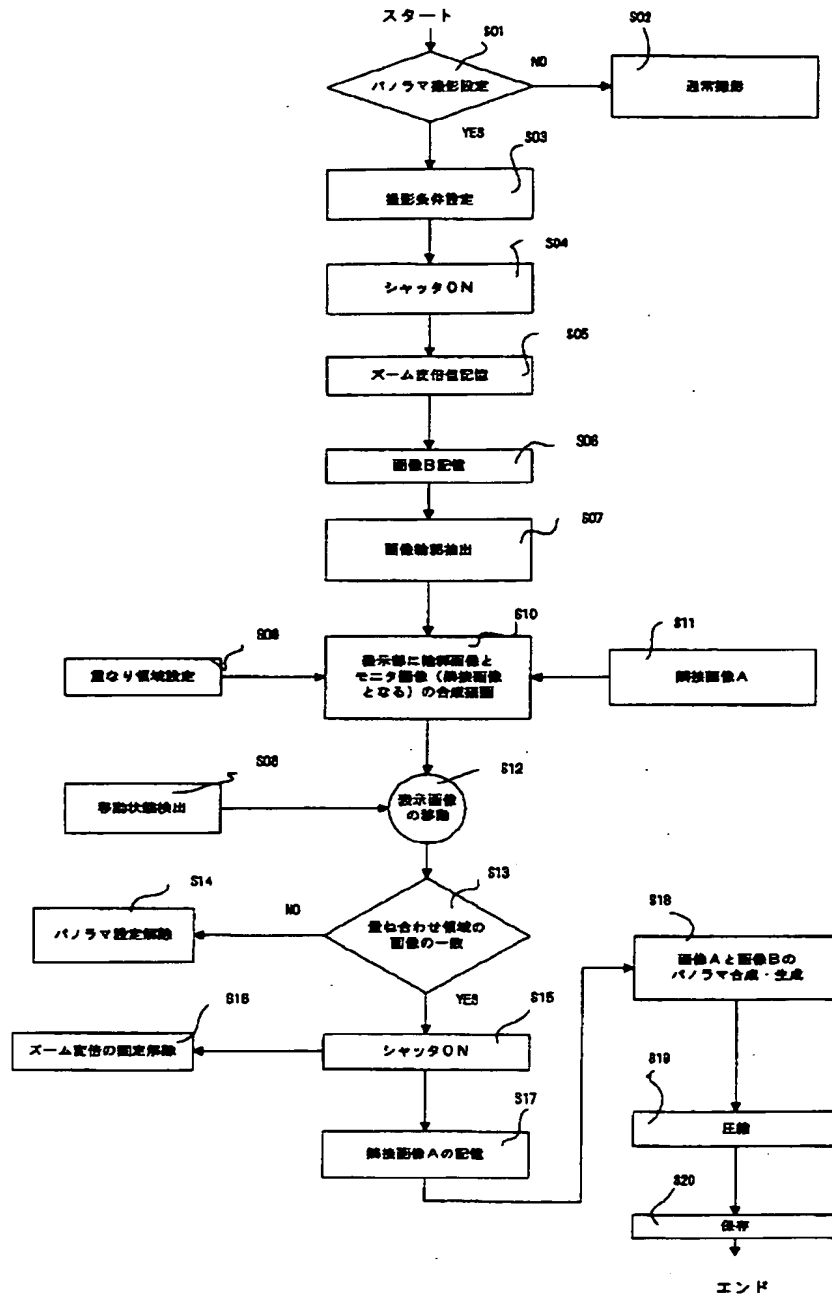 スタート
S01
パノラマ撮影設定
NO
S02
通常撮影
YES
S03
撮影条件設定
S04
シャッタON
S05
ズーム変倍値記憶
S06
画像B記憶
S07
画像輪郭抽出
S10
表示部に輪郭画像と
モニタ画像（隣接画像
となる）の合成描画
S09
重なり領域設定
S11
隣接画像A
S08
移動状態検出
S12
表示画像
の移動
S13
重ね合わせ領域の
画像の一致
NO
S14
パノラマ設定解除
YES
S15
シャッタON
S16
ズーム変倍の固定解除
S17
隣接画像Aの記憶
S18
画像Aと画像Bの
パノラマ合成・生成
S19
圧縮
S20
保存
エンド